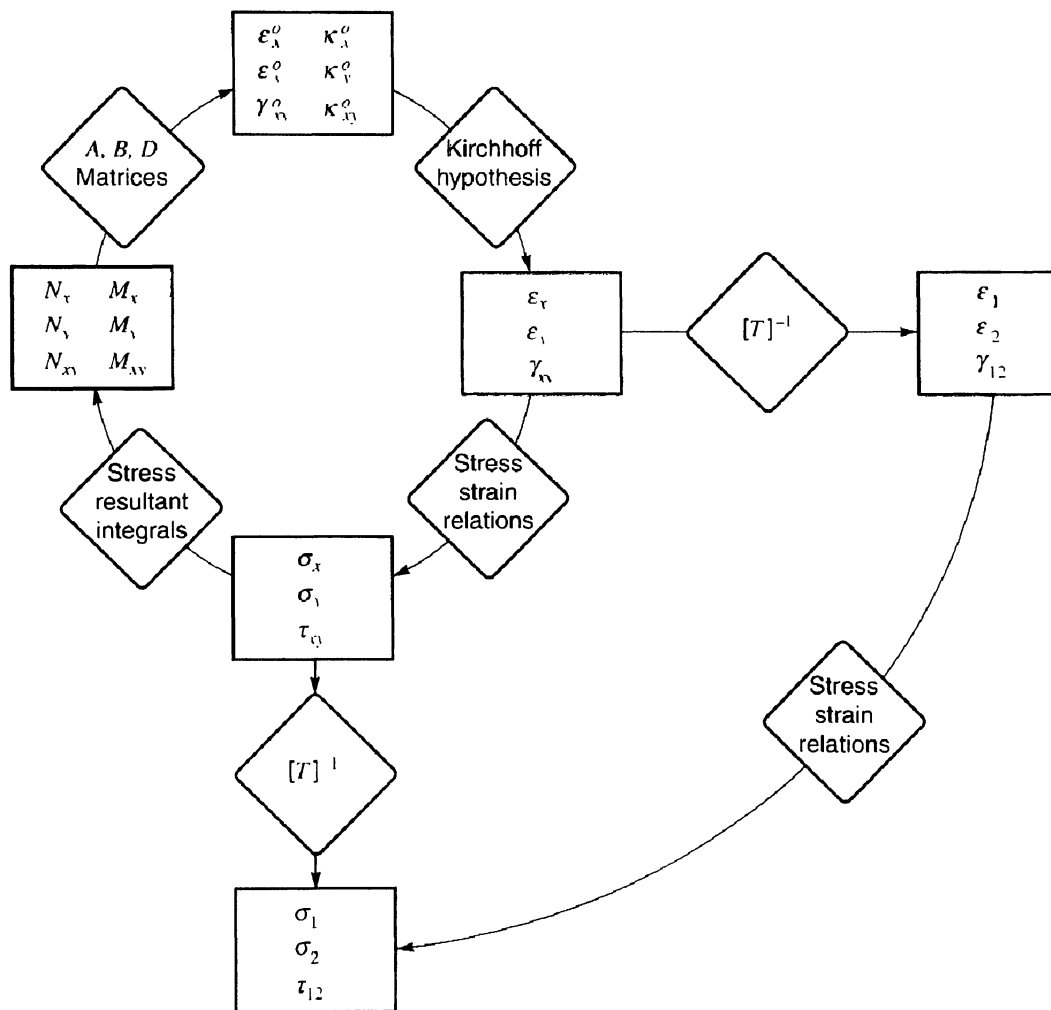 ε_x^o κ_x^o
ε_y^o κ_y^o
γ_xy^o κ_xy^o
A, B, D
Matrices
Kirchhoff
hypothesis
N_x M_x
N_y M_y
N_xy M_xy
ε_x
ε_y
γ_xy
[T]^-1
ε_1
ε_2
γ_12
Stress
resultant
integrals
Stress
strain
relations
σ_x
σ_y
τ_xy
Stress
strain
relations
[T]^-1
σ_1
σ_2
τ_12